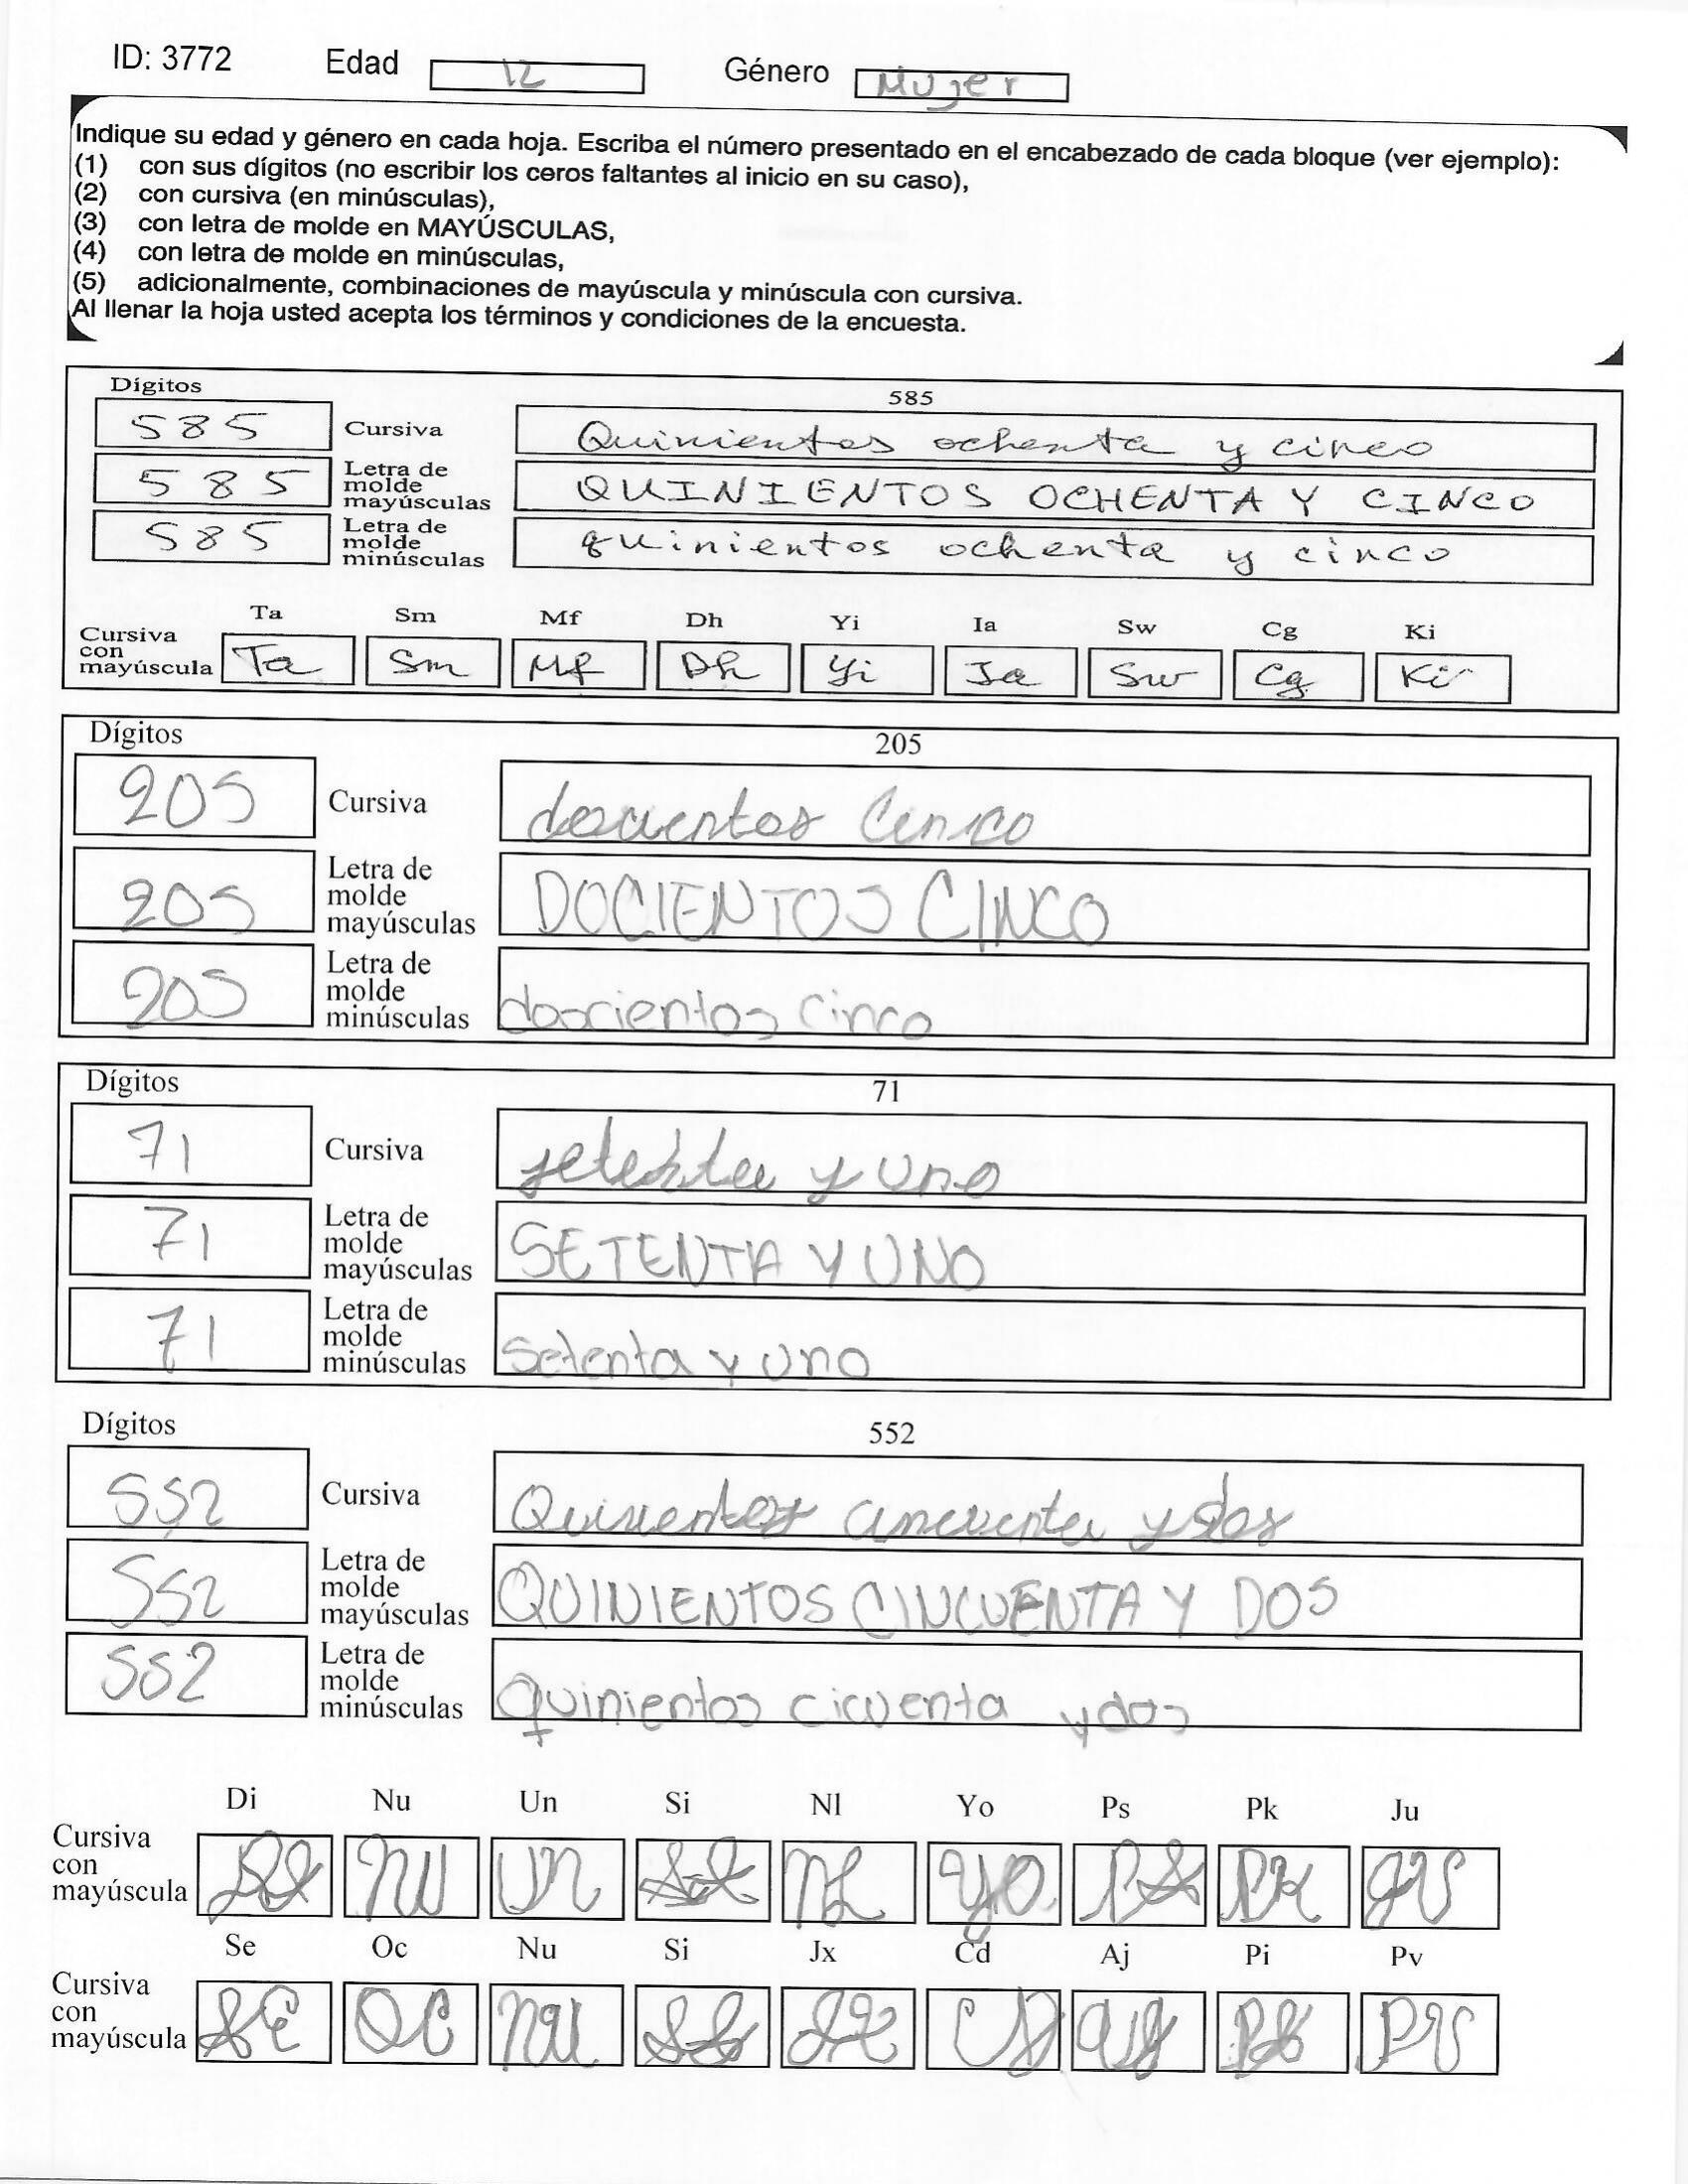 ID: 3772 Edad 12 Género Mujer
Indique su edad y género en cada hoja. Escriba el número presentado en el encabezado de cada bloque (ver ejemplo):
(1) con sus dígitos (no escribir los ceros faltantes al inicio en su caso),
(2) con cursiva (en minúsculas),
(3) con letra de molde en MAYÚSCULAS,
(4) con letra de molde en minúsculas,
(5) adicionalmente, combinaciones de mayúscula y minúscula con cursiva.
Al llenar la hoja usted acepta los términos y condiciones de la encuesta.
Dígitos 585
585 Cursiva Quinientos ochenta y cinco
585 Letra de molde mayúsculas QUINIENTOS OCHENTA Y CINCO
585 Letra de molde minúsculas quinientos ochenta y cinco
Ta Sm Mf Dh Yi Ia Sw Cg Ki
Cursiva con mayúscula Ta Sm Mf Dh Yi Ia Sw Cg Ki
Dígitos 205
205 Cursiva docientos
205 Letra de molde mayúsculas DOCIENTOS CINCO
205 Letra de molde minúsculas doscientos cinco
Dígitos 71
71 Cursiva y uno
71 Letra de molde mayúsculas SETENTA Y UNO
71 Letra de molde minúsculas setenta y uno
Dígitos 552
552 Cursiva y dos
552 Letra de molde mayúsculas QUINIENTOS CINCUENTA Y DOS
552 Letra de molde minúsculas quinientos cicuenta y dos
Di Nu Un Si Nl Yo Ps Pk Ju
Cursiva con mayúscula Di Nu Un Si Nl Yo Ps Pk Ju
Se Oc Nu Si Jx Cd Aj Pi Pv
Cursiva con mayúscula Se Oc Nu Si Jx Cd Aj Pi Pv